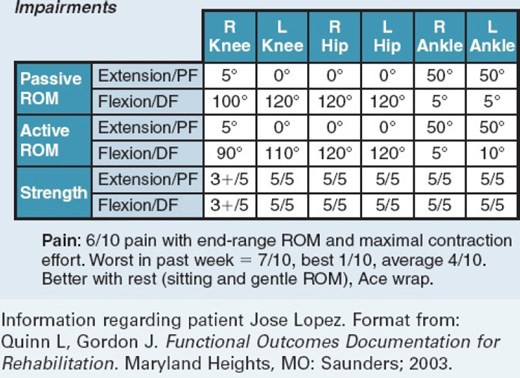 Impairments
R L R L R L
Knee Knee Hip Hip Ankle Ankle
Passive ROM Extension/PF 5° 0° 0° 0° 50° 50°
Flexion/DF 100° 120° 120° 120° 5° 5°
Active ROM Extension/PF 5° 0° 0° 0° 50° 50°
Flexion/DF 90° 110° 120° 120° 5° 10°
Strength Extension/PF 3+/5 5/5 5/5 5/5 5/5 5/5
Flexion/DF 3+/5 5/5 5/5 5/5 5/5 5/5
Pain: 6/10 pain with end-range ROM and maximal contraction
effort. Worst in past week = 7/10, best 1/10, average 4/10.
Better with rest (sitting and gentle ROM), Ace wrap.
Information regarding patient Jose Lopez. Format from:
Quinn L, Gordon J. Functional Outcomes Documentation for
Rehabilitation. Maryland Heights, MO: Saunders; 2003.